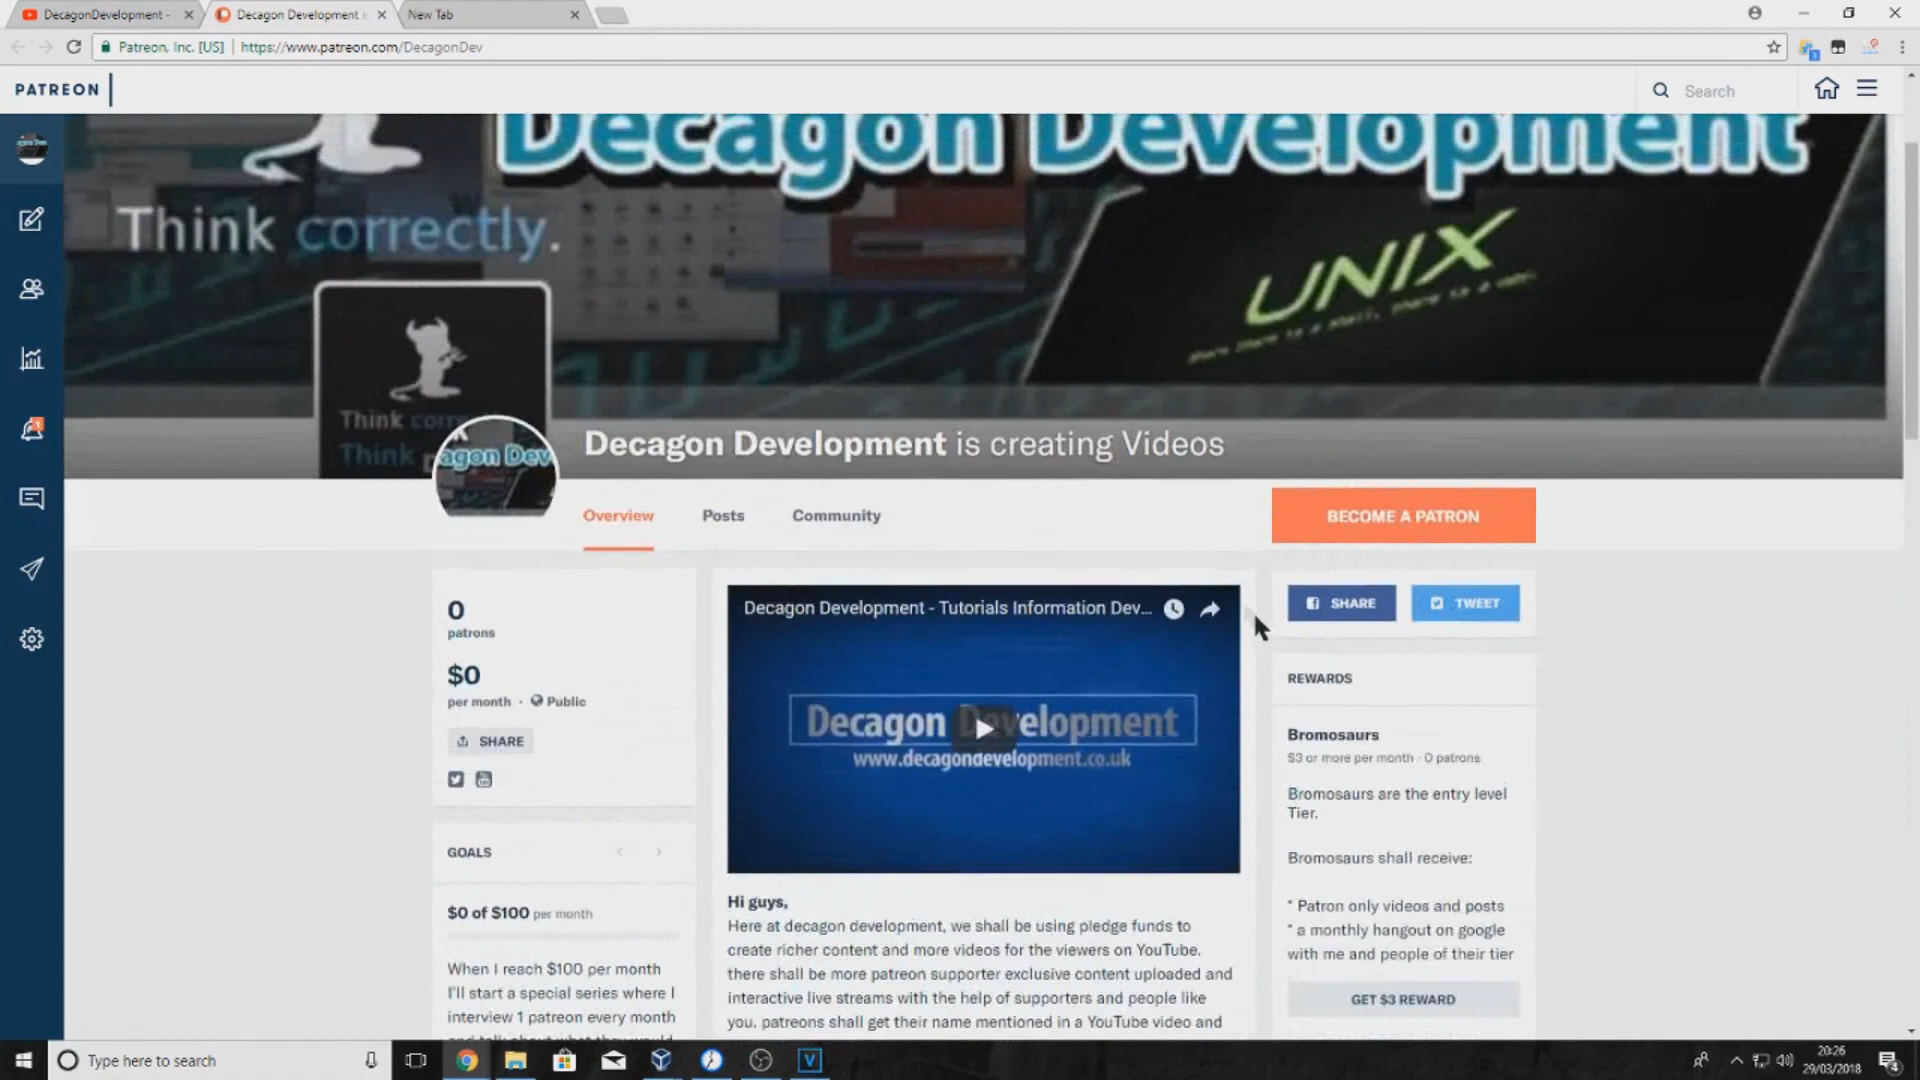 DecagonDevelopment -
Decagon Development is
New Tab
Patreon, Inc. [US]
https://www.patreon.com/DecagonDev
PATREON
Search
Decagon Development
Think correctly.
UNIX
Think
Think
agon Dev
Decagon Development is creating Videos
Overview
Posts
Community
BECOME A PATRON
0
patrons
$0
per month · Public
SHARE
GOALS
$0 of $100 per month
When I reach $100 per month
I'll start a special series where I
interview 1 patreon every month
Decagon Development - Tutorials Information Dev...
Decagon Development
www.decagondevelopment.co.uk
Hi guys,
Here at decagon development, we shall be using pledge funds to
create richer content and more videos for the viewers on YouTube.
there shall be more patreon supporter exclusive content uploaded and
interactive live streams with the help of supporters and people like
you. patreons shall get their name mentioned in a YouTube video and
SHARE
TWEET
REWARDS
Bromosaurs
$3 or more per month · 0 patrons
Bromosaurs are the entry level
Tier.
Bromosaurs shall receive:
* Patron only videos and posts
* a monthly hangout on google
with me and people of their tier
GET $3 REWARD
Type here to search
20:26
29/03/2018